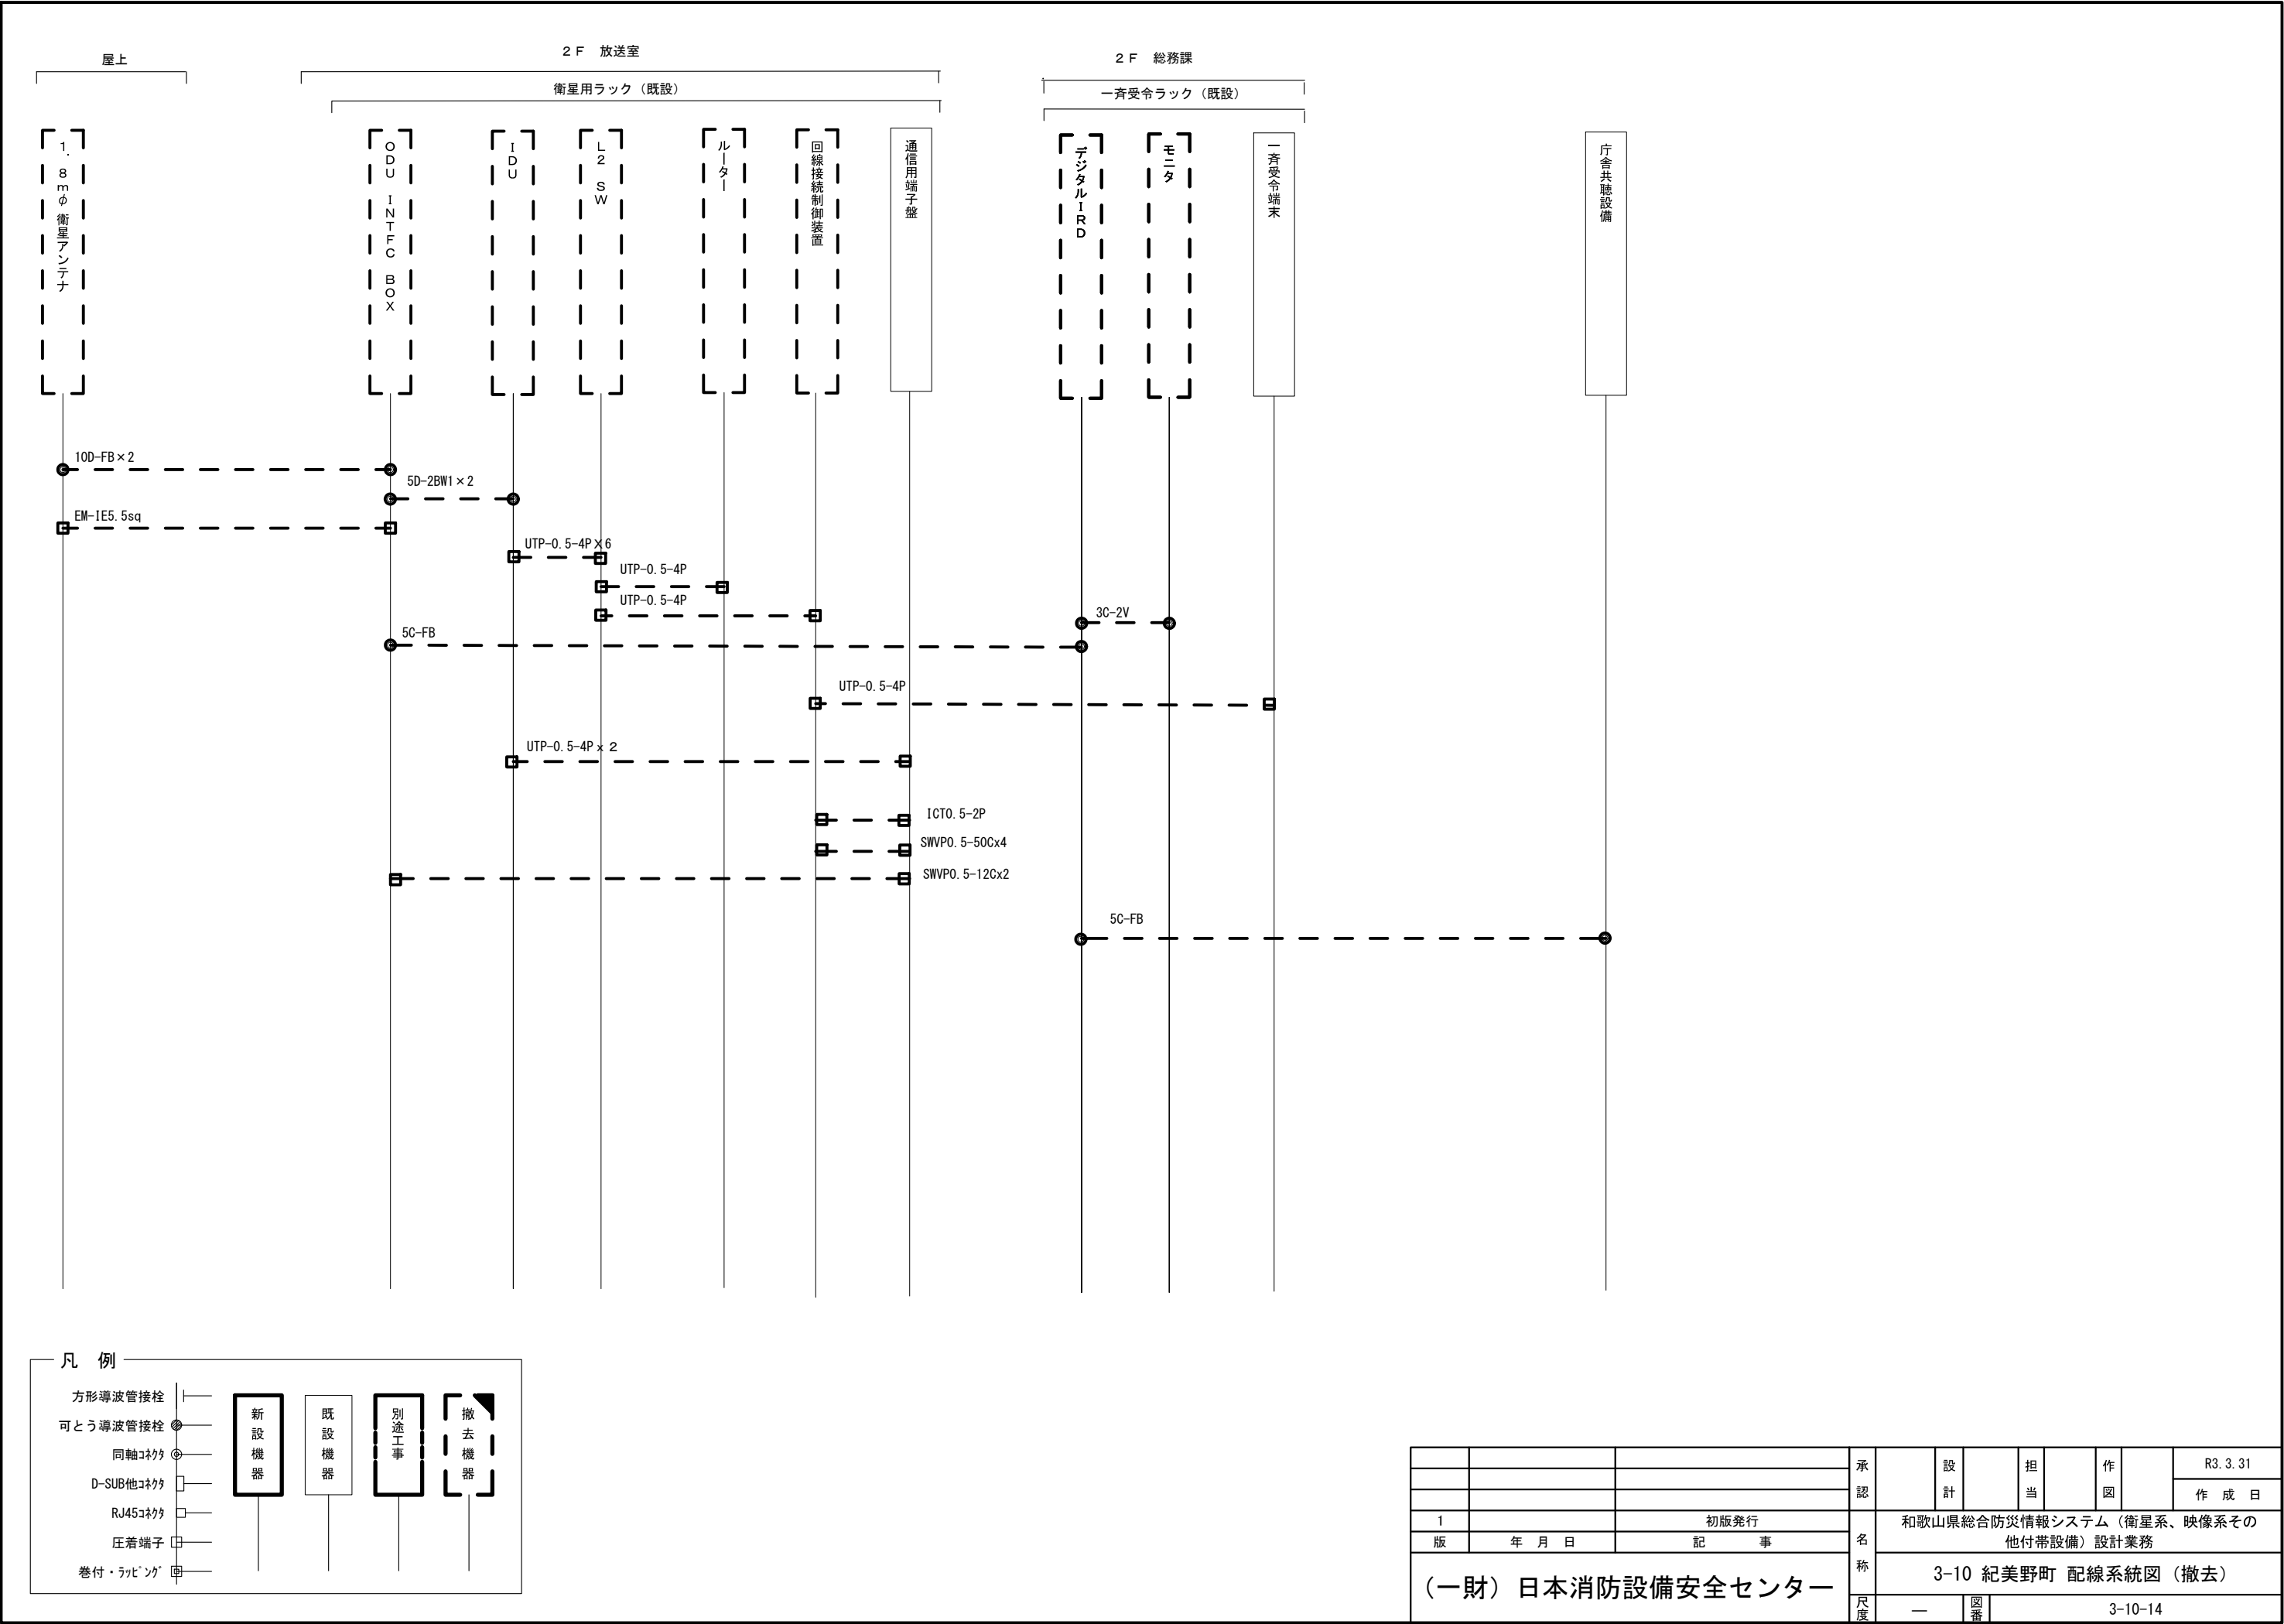 屋上
２Ｆ　放送室
衛星用ラック（既設）
２Ｆ　総務課
一斉受令ラック（既設）
１．８ｍφ衛星アンテナ
ＯＤＵ　ＩＮＴＦＣ　ＢＯＸ
ＩＤＵ
Ｌ２　ＳＷ
ルーター
回線接続制御装置
通信用端子盤
デジタルＩＲＤ
モニタ
一斉受令端末
庁舎共聴設備
10D-FB×2
5D-2BW1×2
EM-IE5.5sq
UTP-0.5-4P×6
UTP-0.5-4P
UTP-0.5-4P
3C-2V
5C-FB
UTP-0.5-4P
UTP-0.5-4P x 2
ICT0.5-2P
SWVP0.5-50Cx4
SWVP0.5-12Cx2
5C-FB
凡　例
方形導波管接栓
可とう導波管接栓
同軸ｺﾈｸﾀ
D-SUB他ｺﾈｸﾀ
RJ45ｺﾈｸﾀ
圧着端子
巻付・ﾗｯﾋﾟﾝｸﾞ
新設機器
既設機器
別途工事
撤去機器
承認
設計
担当
作図
R3.3.31
作　成　日
1
初版発行
版
年　月　日
記　　　　事
名称
和歌山県総合防災情報システム（衛星系、映像系その
他付帯設備）設計業務
3-10 紀美野町 配線系統図（撤去）
（一財）日本消防設備安全センター
尺度
―
図番
3-10-14